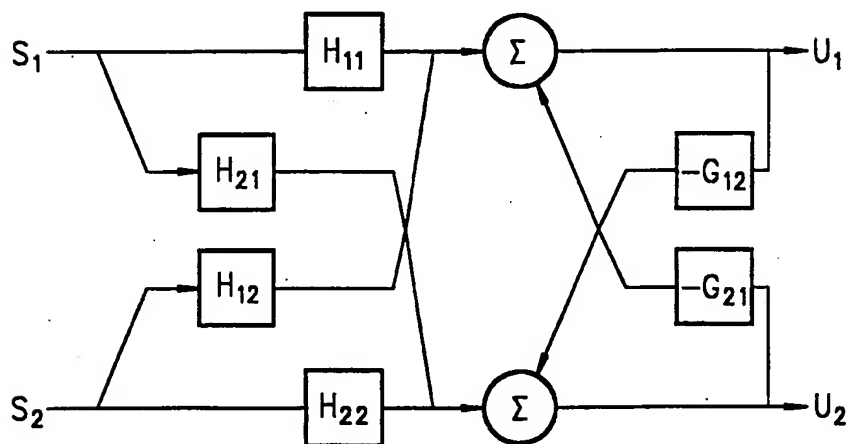 S₁ H₁₁ Σ U₁
H₂₁ -G₁₂
H₁₂ -G₂₁
S₂ H₂₂ Σ U₂